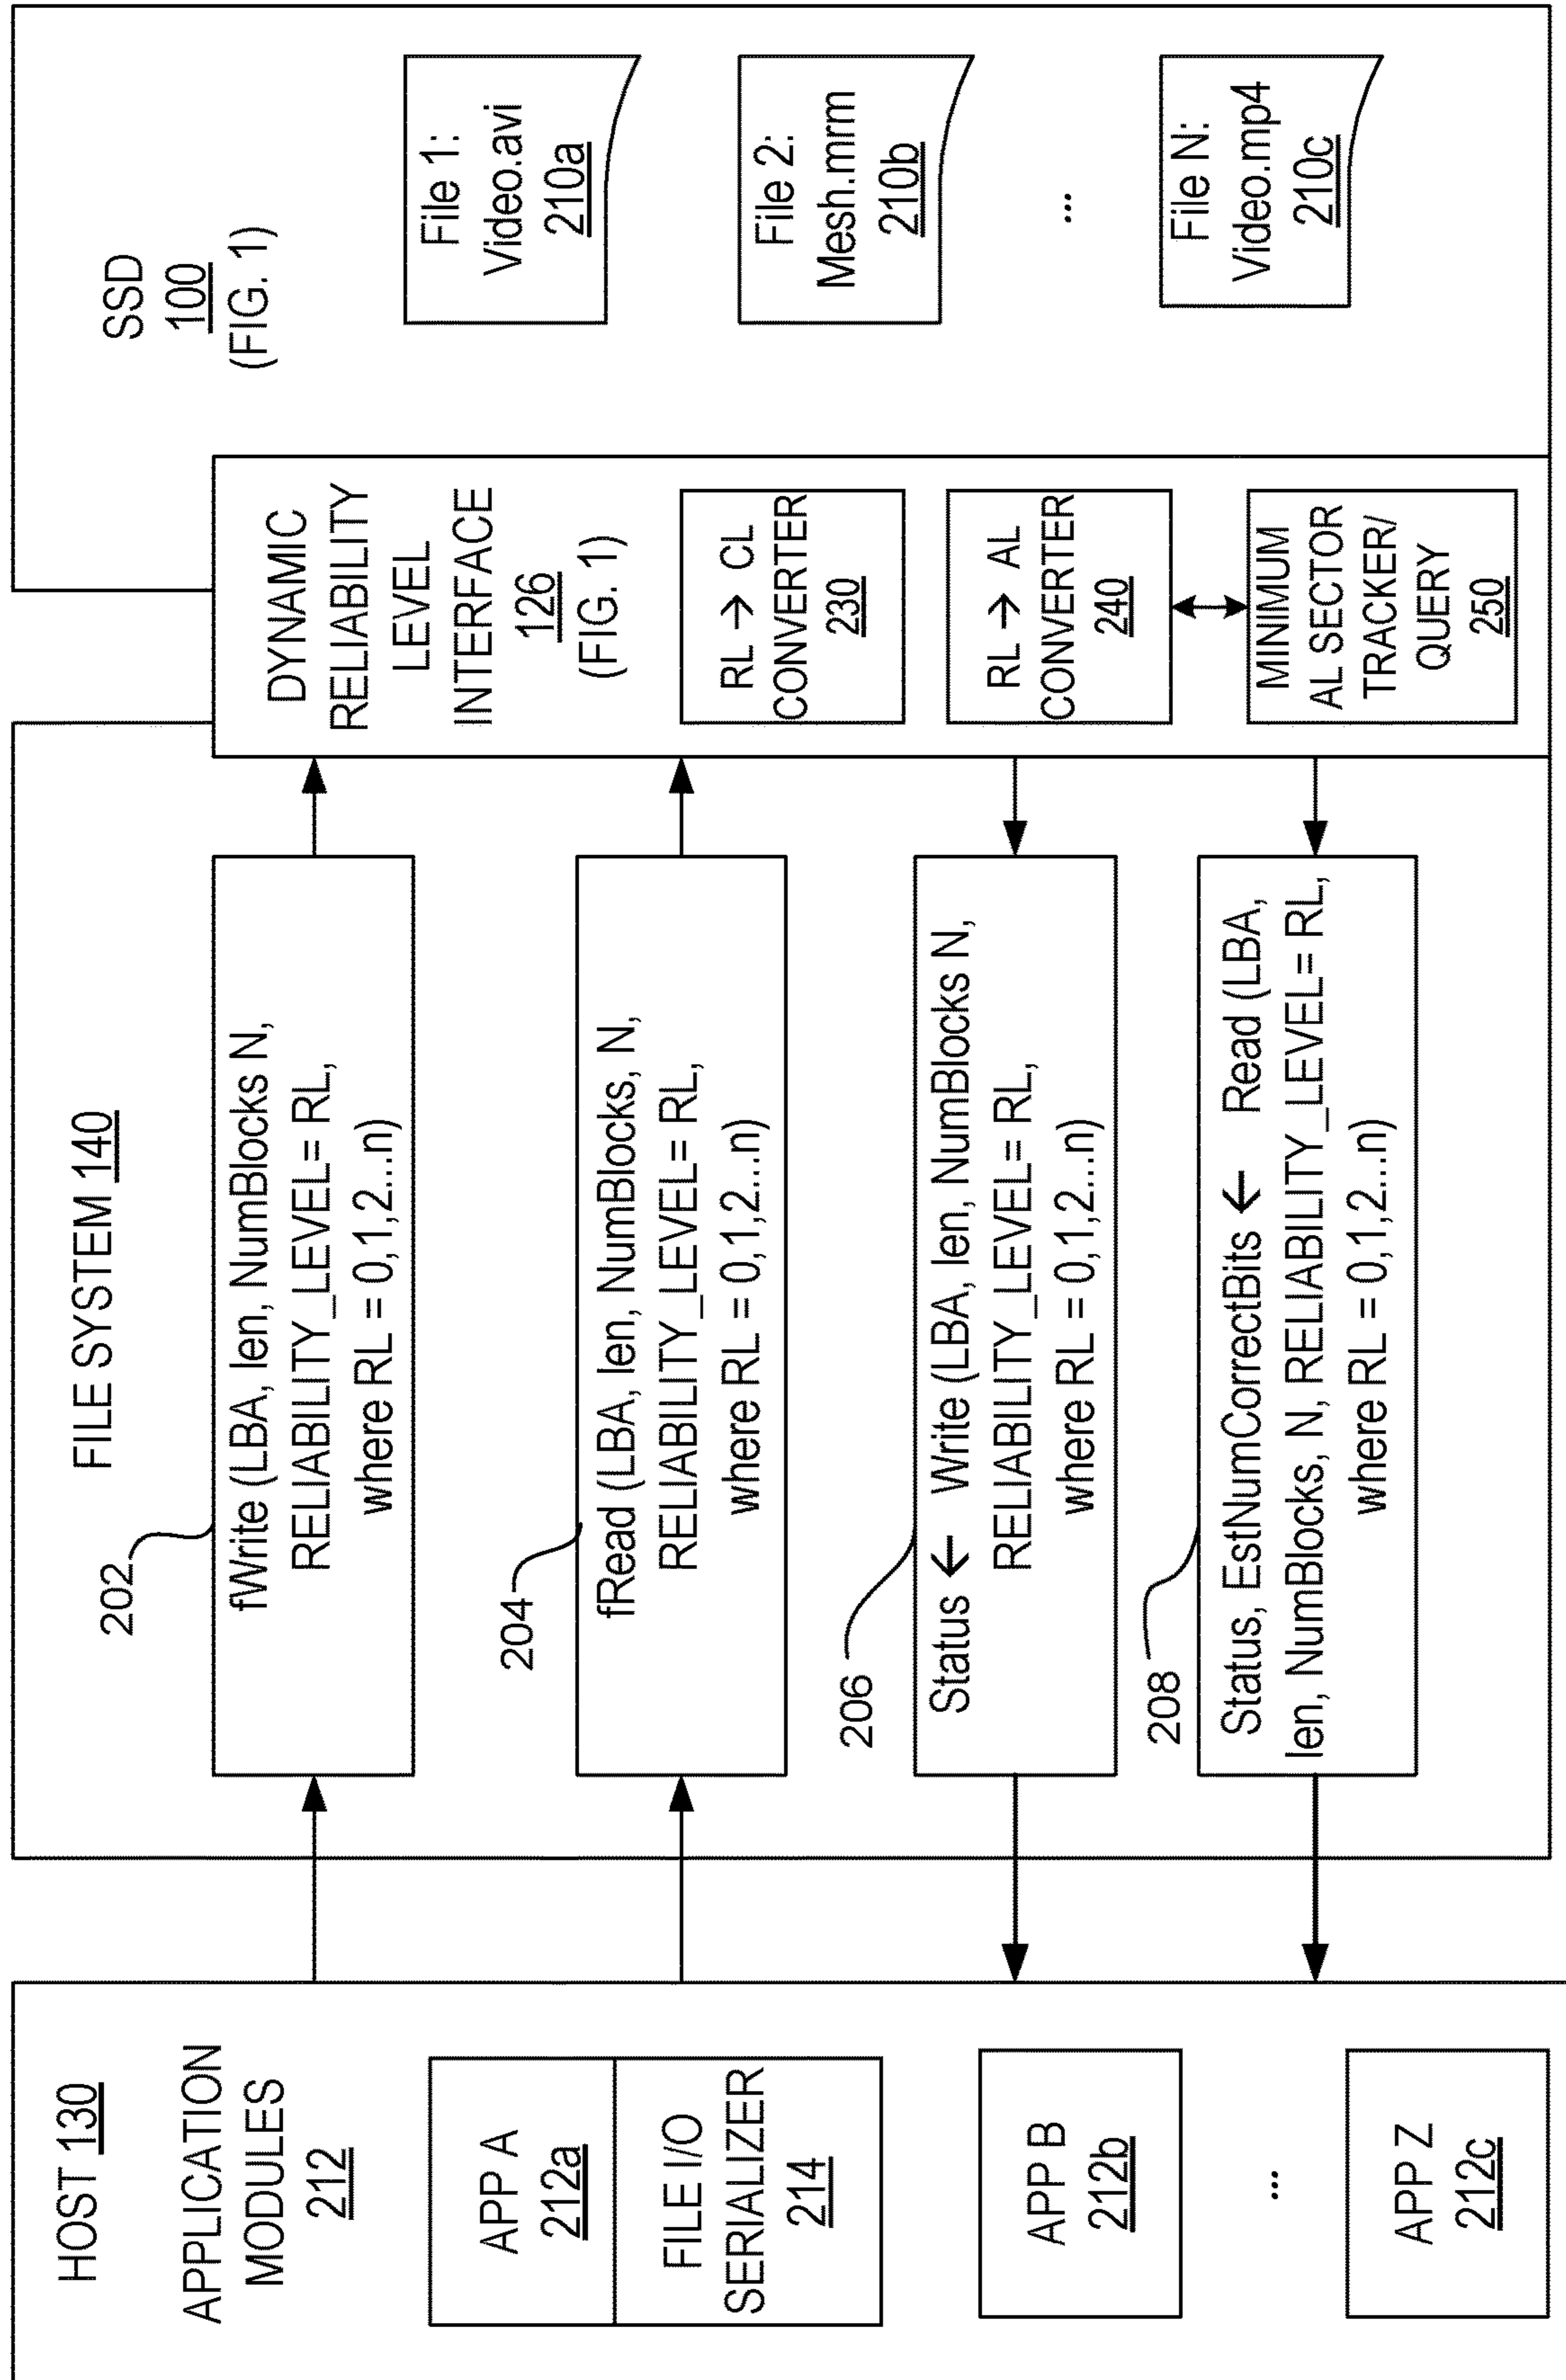 HOST 130
APPLICATION
MODULES
212
APP A
212a
FILE I/O
SERIALIZER
214
APP B
212b
...
APP Z
212c
FILE SYSTEM 140
202
fWrite (LBA, len, NumBlocks N,
RELIABILITY_LEVEL= RL,
where RL = 0,1,2...n)
204
fRead (LBA, len, NumBlocks, N,
RELIABILITY_LEVEL= RL,
where RL = 0,1,2...n)
206
Status ← Write (LBA, len, NumBlocks N,
RELIABILITY_LEVEL= RL,
where RL = 0,1,2...n)
208
Status, EstNumCorrectBits ← Read (LBA,
len, NumBlocks, N, RELIABILITY_LEVEL= RL,
where RL = 0,1,2...n)
DYNAMIC
RELIABILITY
LEVEL
INTERFACE
126
(FIG. 1)
RL → CL
CONVERTER
230
RL → AL
CONVERTER
240
MINIMUM
AL SECTOR
TRACKER/
QUERY
250
SSD
100
(FIG. 1)
File 1:
Video.avi
210a
File 2:
Mesh.mrm
210b
...
File N:
Video.mp4
210c